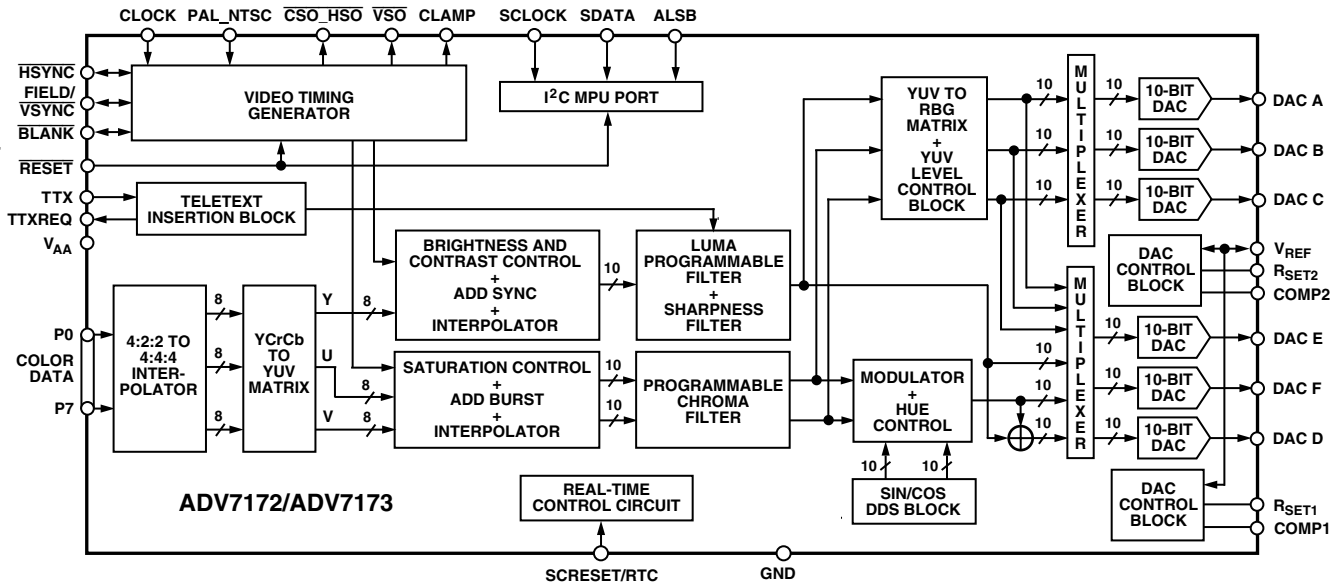 CLOCK PAL_NTSC CSO_HSO VSO CLAMP SCLOCK SDATA ALSB
HSYNC
FIELD/
VSYNC
BLANK
RESET
TTX
TTXREQ
VAA
P0
COLOR
DATA
P7
VIDEO TIMING
GENERATOR
I2C MPU PORT
TELETEXT
INSERTION BLOCK
4:2:2 TO
4:4:4
INTER-
POLATOR
8
8
8
YCrCb
TO
YUV
MATRIX
Y
8
U
8
V
8
BRIGHTNESS AND
CONTRAST CONTROL
+
ADD SYNC
+
INTERPOLATOR
10
SATURATION CONTROL
+
ADD BURST
+
INTERPOLATOR
10
10
LUMA
PROGRAMMABLE
FILTER
+
SHARPNESS
FILTER
PROGRAMMABLE
CHROMA
FILTER
YUV TO
RBG
MATRIX
+
YUV
LEVEL
CONTROL
BLOCK
10
10
10
MODULATOR
+
HUE
CONTROL
10
10
SIN/COS
DDS BLOCK
10
10
10
MULTIPLEXER
10
10
10
10-BIT
DAC
10-BIT
DAC
10-BIT
DAC
DAC A
DAC B
DAC C
DAC
CONTROL
BLOCK
VREF
RSET2
COMP2
MULTIPLEXER
10
10
10
10-BIT
DAC
10-BIT
DAC
10-BIT
DAC
DAC E
DAC F
DAC D
DAC
CONTROL
BLOCK
RSET1
COMP1
REAL-TIME
CONTROL CIRCUIT
ADV7172/ADV7173
SCRESET/RTC
GND